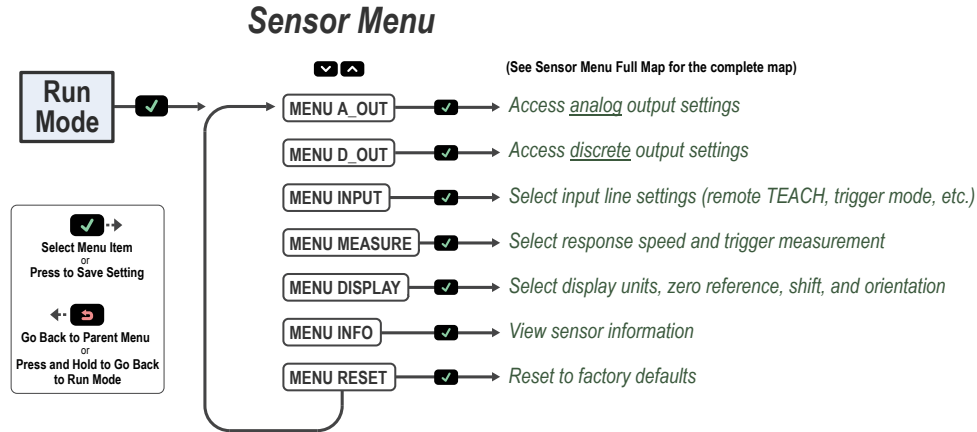 Sensor Menu
(See Sensor Menu Full Map for the complete map)
Run
Mode
MENU A_OUT
Access analog output settings
MENU D_OUT
Access discrete output settings
MENU INPUT
Select input line settings (remote TEACH, trigger mode, etc.)
MENU MEASURE
Select response speed and trigger measurement
MENU DISPLAY
Select display units, zero reference, shift, and orientation
MENU INFO
View sensor information
MENU RESET
Reset to factory defaults
Select Menu Item
or
Press to Save Setting
Go Back to Parent Menu
or
Press and Hold to Go Back
to Run Mode